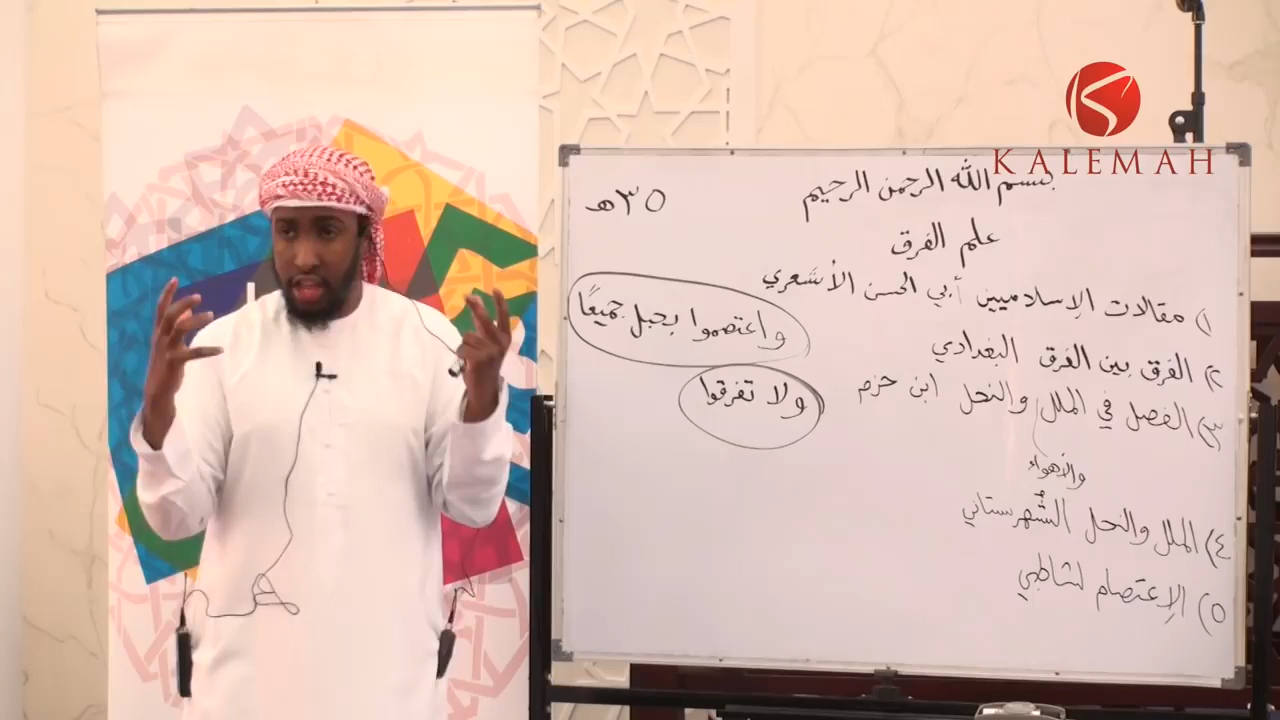 KALEMAH
بسم الله الرحمن الرحيم
٣٥ هـ
علم الفرق
١) مقالات الإسلاميين أبي الحسن الأشعري
واعتصموا بحبل جميعًا
٢) الفرق بين الفرق البغدادي
٣) الفصل في الملل والنحل ابن حزم
ولا تفرقوا
والأهواء
٤) الملل والنحل الشهرستاني
٥) الإعتصام لشاطبي